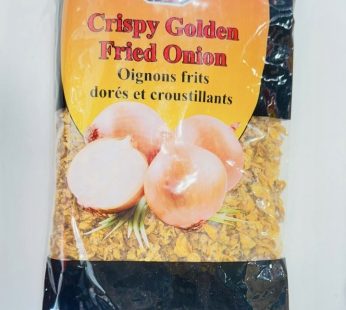 Crispy Golden
Fried Onion
Oignons frits
dorés et croustillants